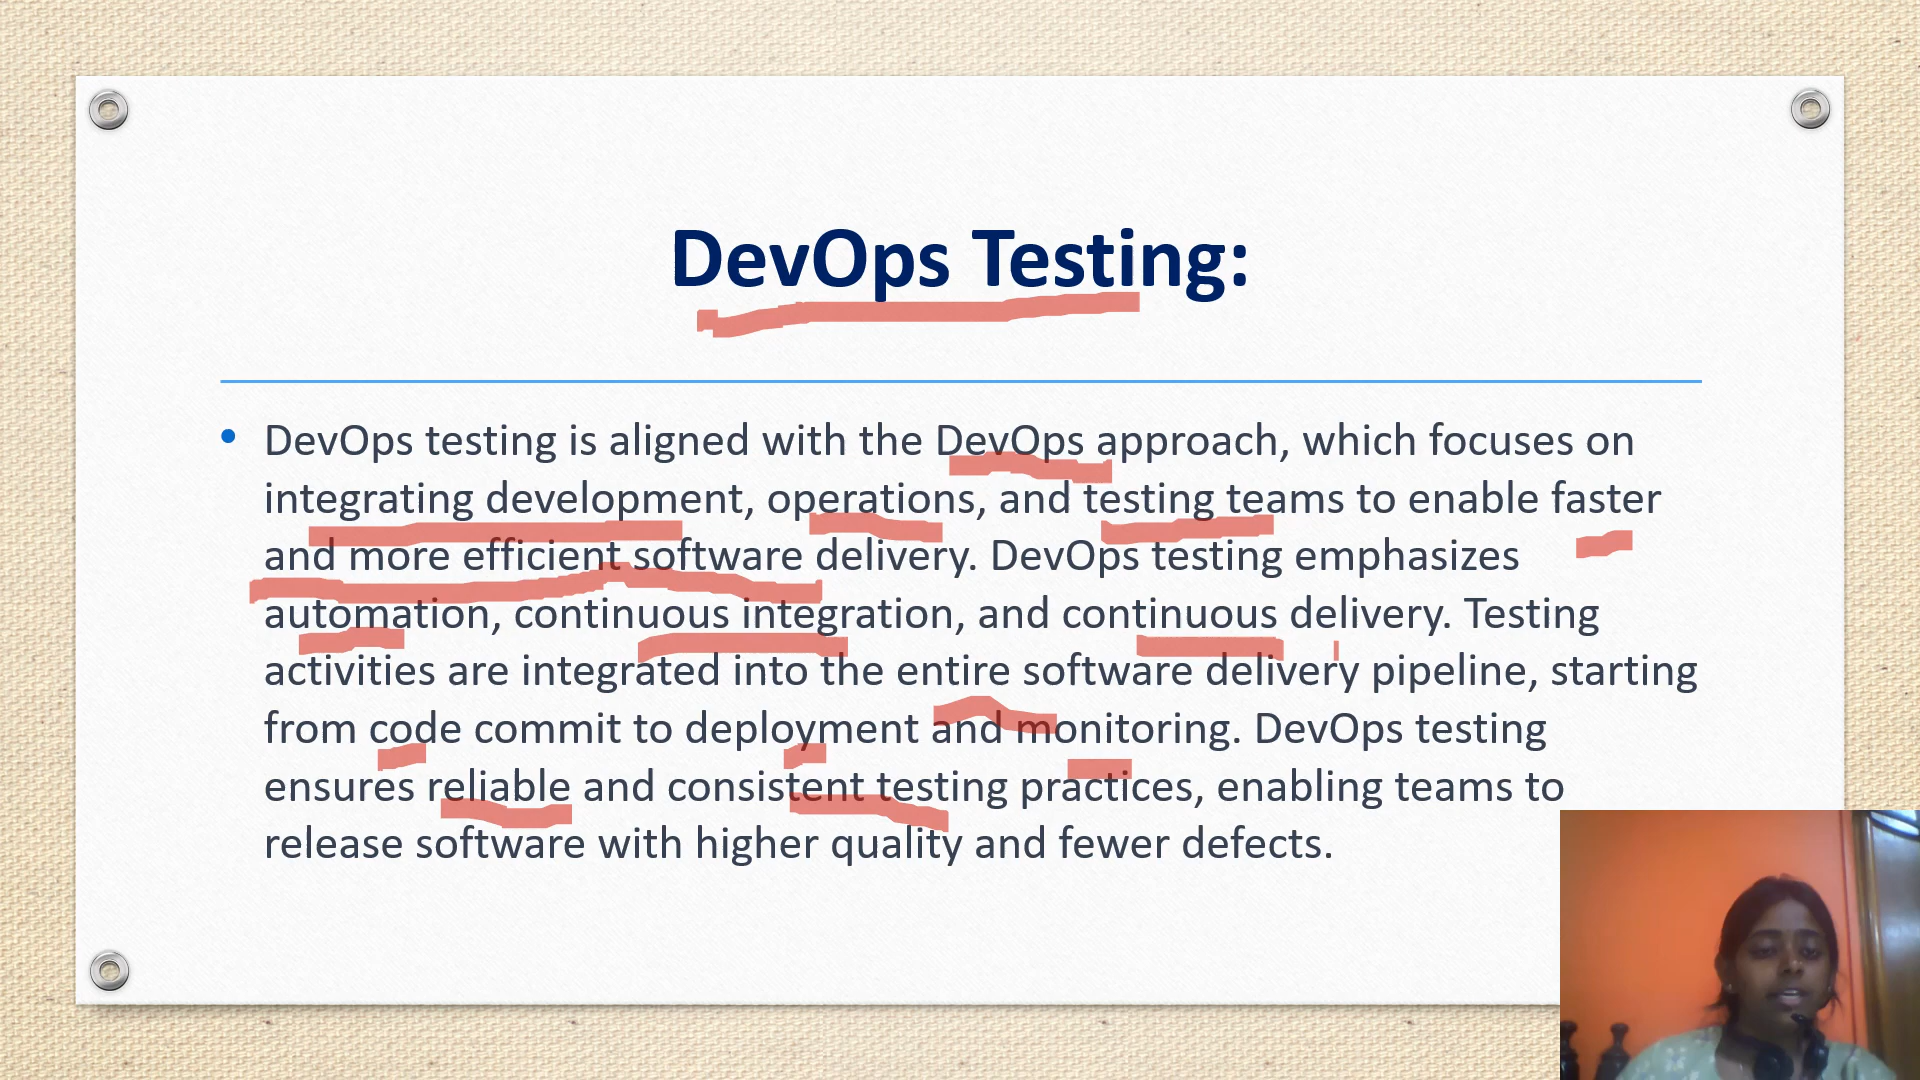 DevOps Testing:
• DevOps testing is aligned with the DevOps approach, which focuses on
integrating development, operations, and testing teams to enable faster
and more efficient software delivery. DevOps testing emphasizes
automation, continuous integration, and continuous delivery. Testing
activities are integrated into the entire software delivery pipeline, starting
from code commit to deployment and monitoring. DevOps testing
ensures reliable and consistent testing practices, enabling teams to
release software with higher quality and fewer defects.